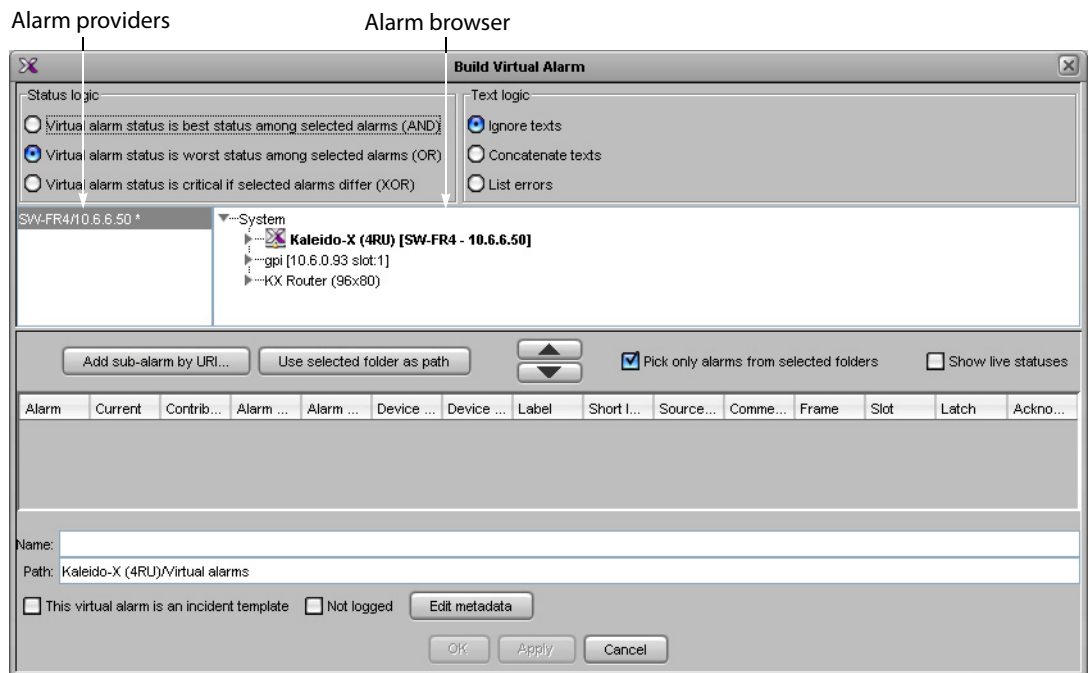 Alarm providers
Alarm browser
Build Virtual Alarm
Status logic
Virtual alarm status is best status among selected alarms (AND)
Virtual alarm status is worst status among selected alarms (OR)
Virtual alarm status is critical if selected alarms differ (XOR)
Text logic
Ignore texts
Concatenate texts
List errors
SW-FR4/10.6.6.50 *
System
Kaleido-X (4RU) [SW-FR4 - 10.6.6.50]
gpi [10.6.0.93 slot:1]
KX Router (96x80)
Add sub-alarm by URI... Use selected folder as path Pick only alarms from selected folders Show live statuses
Alarm Current Contrib... Alarm ... Alarm ... Device ... Device ... Label Short l... Source... Comme... Frame Slot Latch Ackno...
Name:
Path: Kaleido-X (4RU)/Virtual alarms
This virtual alarm is an incident template Not logged Edit metadata
OK Apply Cancel